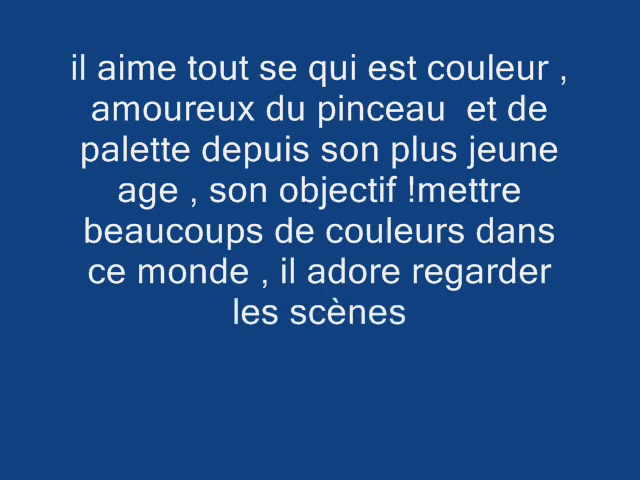 il aime tout se qui est couleur ,
amoureux du pinceau  et de
palette depuis son plus jeune
age , son objectif !mettre
beaucoups de couleurs dans
ce monde , il adore regarder
les scènes